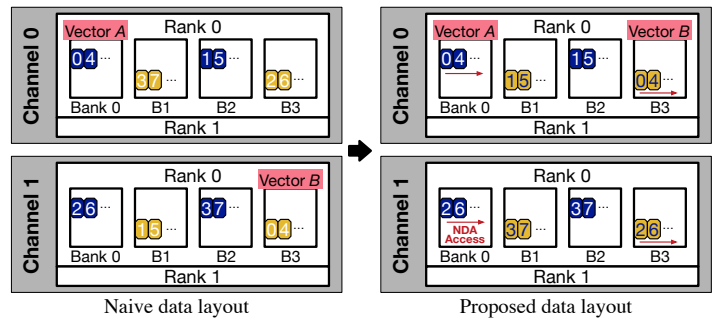 Channel 0
Rank 0
Vector A
04 ...
37 ...
15 ...
26 ...
Bank 0 B1 B2 B3
Rank 1
Channel 1
Rank 0
Vector B
26 ...
15 ...
37 ...
04 ...
Bank 0 B1 B2 B3
Rank 1
Naive data layout
Channel 0
Rank 0
Vector A
Vector B
04 ...
15 ...
15 ...
04 ...
Bank 0 B1 B2 B3
Rank 1
Channel 1
Rank 0
26 ...
NDA
Access
37 ...
37 ...
26 ...
Bank 0 B1 B2 B3
Rank 1
Proposed data layout